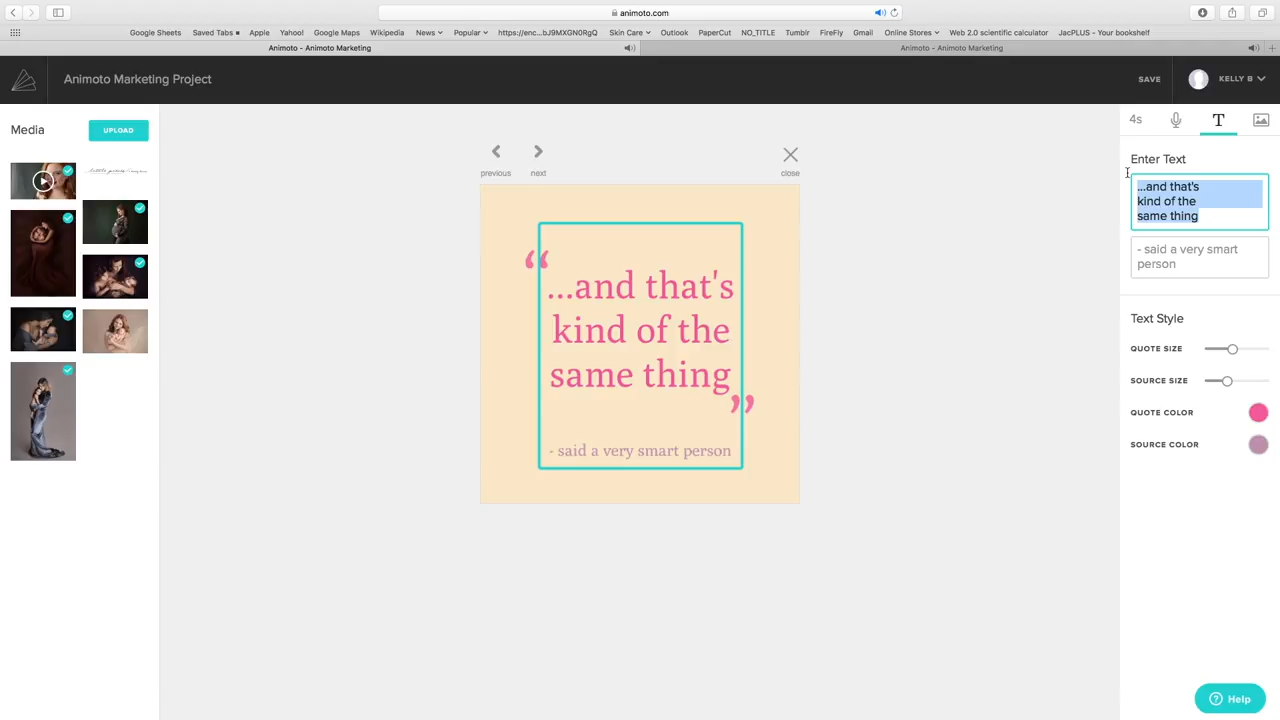 animoto.com
Google Sheets Saved Tabs Apple Yahoo! Google Maps Wikipedia News Popular https://enc...bJ9MXGN0RgQ Skin Care Outlook PaperCut NO_TITLE Tumblr FireFly Gmail Online Stores Web 2.0 scientific calculator JacPLUS - Your bookshelf
Animoto - Animoto Marketing Animoto - Animoto Marketing
Animoto Marketing Project SAVE KELLY B
Media UPLOAD
previous next close
4s T
Enter Text
...and that's
kind of the
same thing
- said a very smart
person
“ ...and that's
kind of the
same thing ”
- said a very smart person
Text Style
QUOTE SIZE
SOURCE SIZE
QUOTE COLOR
SOURCE COLOR
? Help